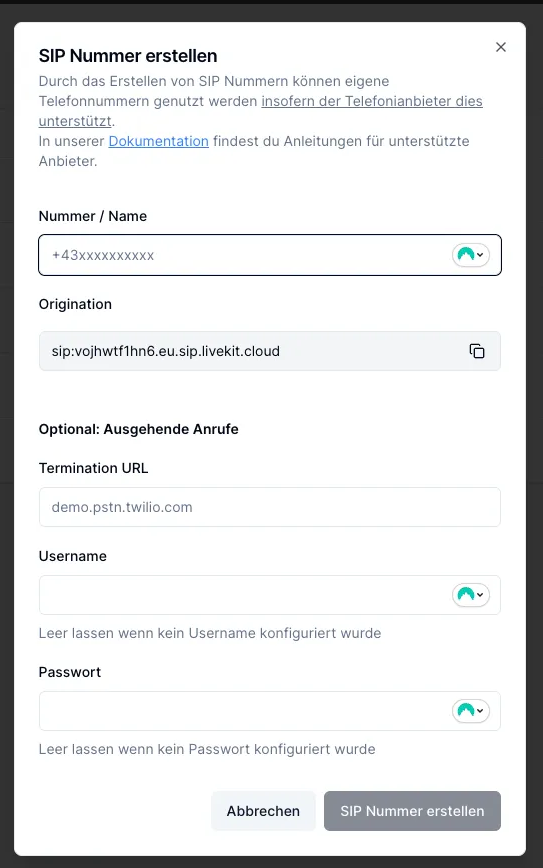 SIP Nummer erstellen
Durch das Erstellen von SIP Nummern können eigene
Telefonnummern genutzt werden insofern der Telefonianbieter dies
unterstützt.
In unserer Dokumentation findest du Anleitungen für unterstützte
Anbieter.
Nummer / Name
+43xxxxxxxxxx
Origination
sip:vojhwtf1hn6.eu.sip.livekit.cloud
Optional: Ausgehende Anrufe
Termination URL
demo.pstn.twilio.com
Username
Leer lassen wenn kein Username konfiguriert wurde
Passwort
Leer lassen wenn kein Passwort konfiguriert wurde
Abbrechen
SIP Nummer erstellen